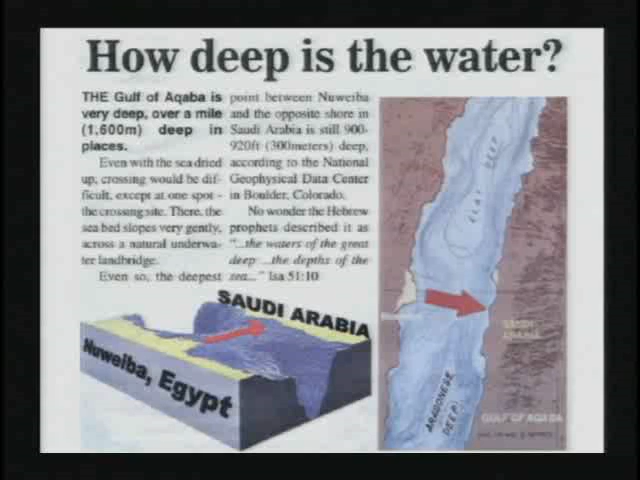 How deep is the water?
THE Gulf of Aqaba is
very deep, over a mile
(1,600m) deep in
places.
Even with the sea dried
up, crossing would be dif-
ficult, except at one spot -
the crossing site. There, the
sea bed slopes very gently,
across a natural underwa-
ter landbridge.
Even so, the deepest
point between Nuweiba
and the opposite shore in
Saudi Arabia is still 900-
920ft (300meters) deep,
according to the National
Geophysical Data Center
in Boulder, Colorado.
No wonder the Hebrew
prophets described it as
"...the waters of the great
deep ...the depths of the
sea..." Isa 51:10
SAUDI ARABIA
Nuweiba, Egypt
DEEP
SAUDI
ARABIA
ARAGONESE
DEEP
GULF OF AQABA